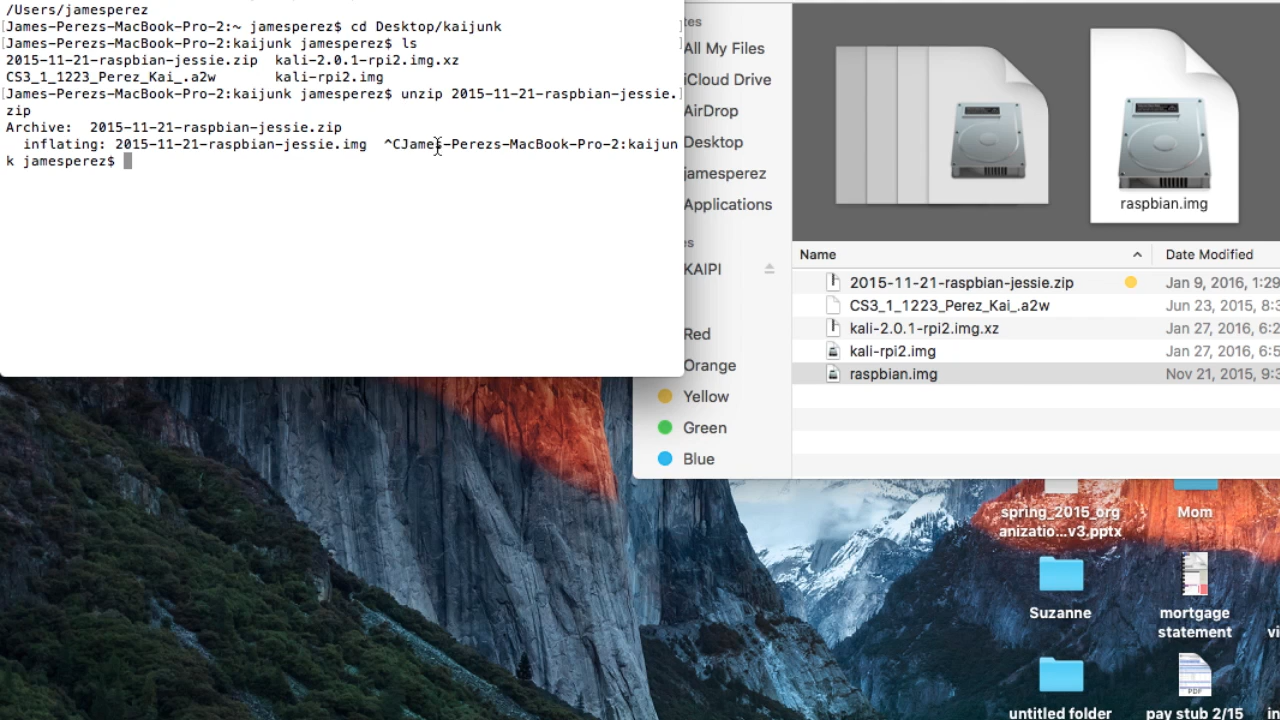 /Users/jamesperez
[James-Perezs-MacBook-Pro-2:~ jamesperez$ cd Desktop/kaijunk ]
[James-Perezs-MacBook-Pro-2:kaijunk jamesperez$ ls ]
2015-11-21-raspbian-jessie.zip kali-2.0.1-rpi2.img.xz
CS3_1_1223_Perez_Kai_.a2w kali-rpi2.img
[James-Perezs-MacBook-Pro-2:kaijunk jamesperez$ unzip 2015-11-21-raspbian-jessie.]
zip
Archive: 2015-11-21-raspbian-jessie.zip
inflating: 2015-11-21-raspbian-jessie.img ^CJames-Perezs-MacBook-Pro-2:kaijun
k jamesperez$
tes
All My Files
iCloud Drive
AirDrop
Desktop
jamesperez
Applications
es
KAIPI
Red
Orange
Yellow
Green
Blue
raspbian.img
Name Date Modified
2015-11-21-raspbian-jessie.zip Jan 9, 2016, 1:29
CS3_1_1223_Perez_Kai_.a2w Jun 23, 2015, 8:3
kali-2.0.1-rpi2.img.xz Jan 27, 2016, 6:2
kali-rpi2.img Jan 27, 2016, 6:5
raspbian.img Nov 21, 2015, 9:3
spring_2015_org
anizatio...v3.pptx
Mom
Suzanne
mortgage
statement
vi
PDF
untitled folder
pay stub 2/15
in